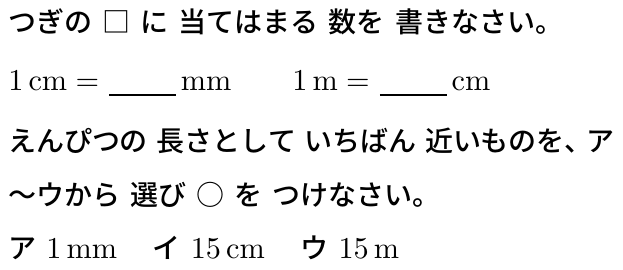 つぎの □ に 当てはまる 数を 書きなさい。
1 cm = ____ mm 1 m = ____ cm
えんぴつの 長さとして いちばん 近いものを、ア
～ウから 選び ○ を つけなさい。
ア 1 mm イ 15 cm ウ 15 m